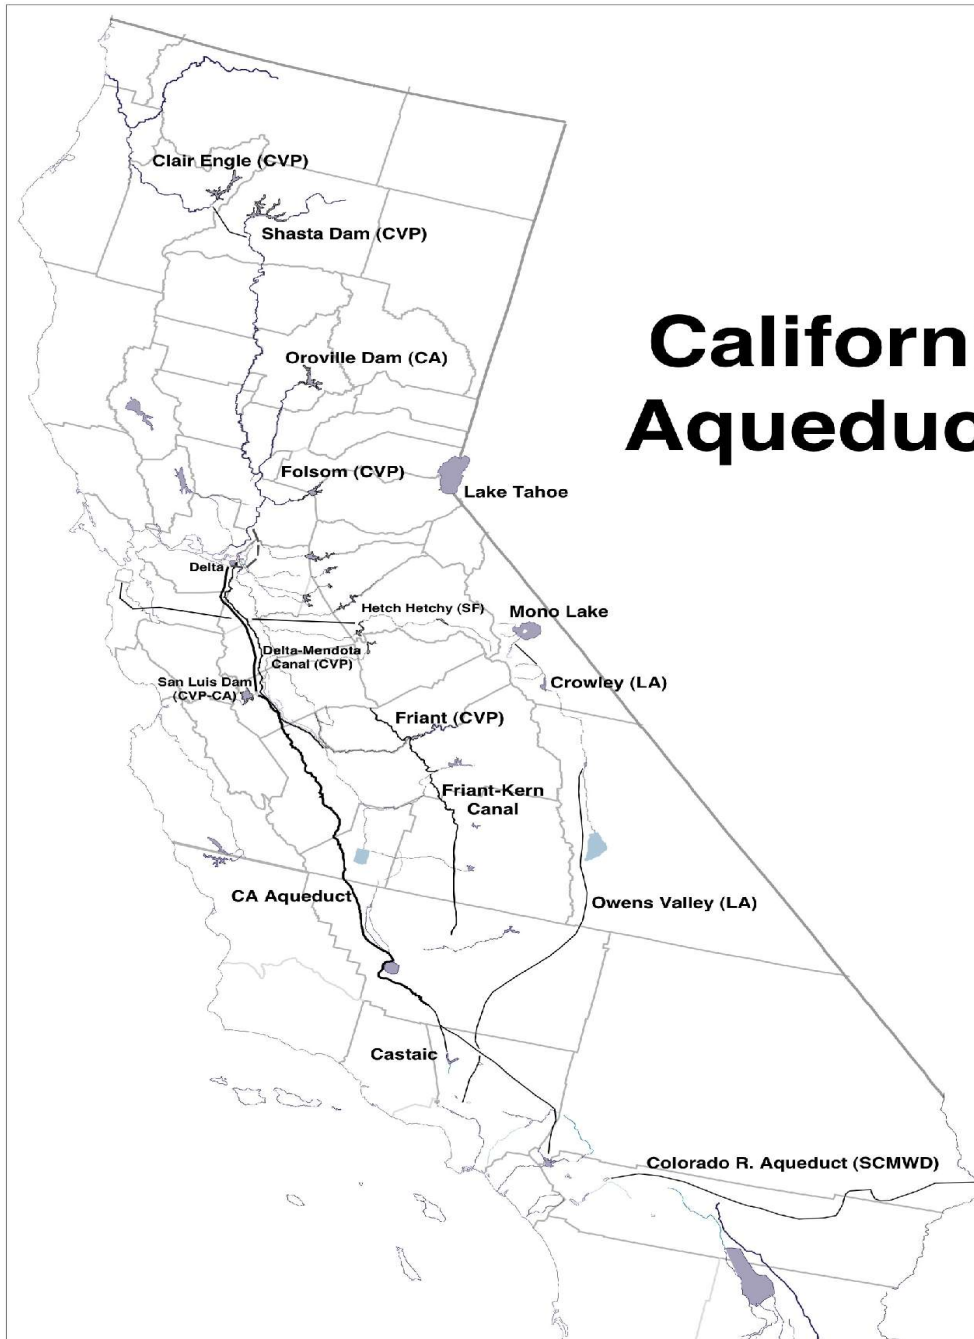 Clair Engle (CVP)
Shasta Dam (CVP)
Californ
Aqueduc
Oroville Dam (CA)
Folsom (CVP)
Lake Tahoe
Delta
Hetch Hetchy (SF)
Mono Lake
Delta-Mendota
Canal (CVP)
San Luis Dam
(CVP-CA)
Crowley (LA)
Friant (CVP)
Friant-Kern
Canal
CA Aqueduct
Owens Valley (LA)
Castaic
Colorado R. Aqueduct (SCMWD)